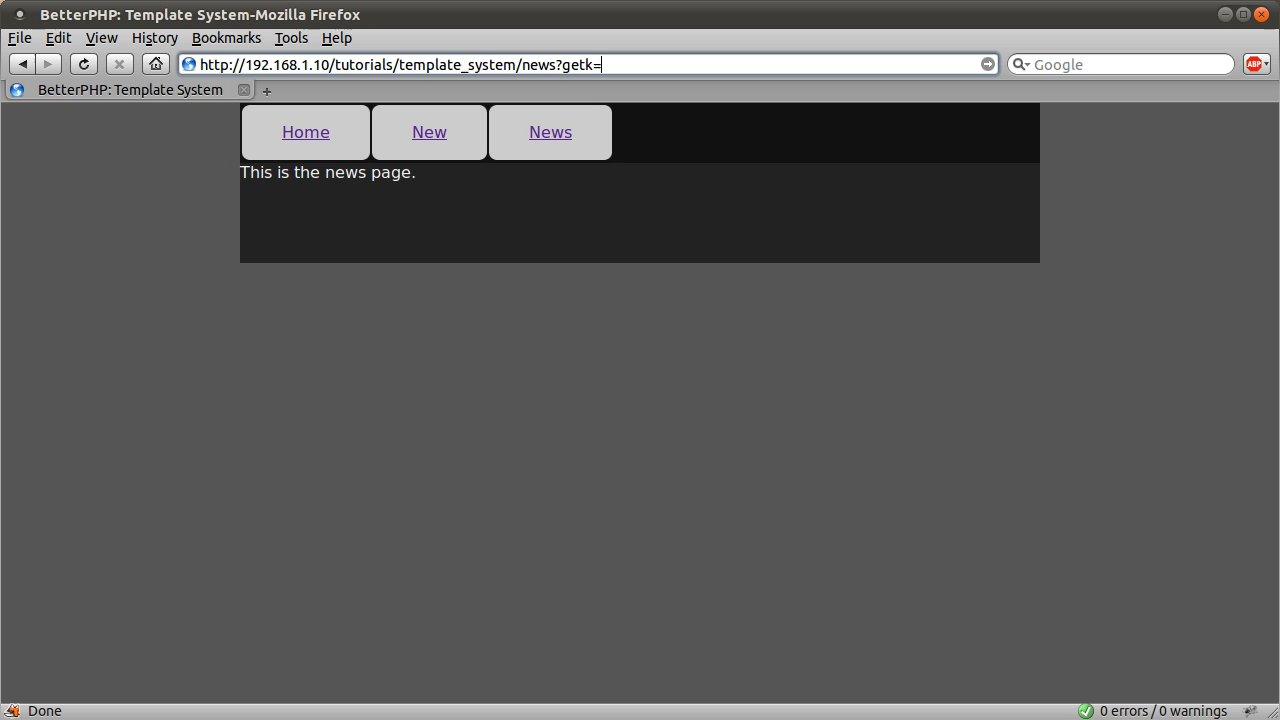 BetterPHP: Template System-Mozilla Firefox
File Edit View History Bookmarks Tools Help
http://192.168.1.10/tutorials/template_system/news?getk= Google ABP
BetterPHP: Template System +
Home New News
This is the news page.
Done 0 errors / 0 warnings